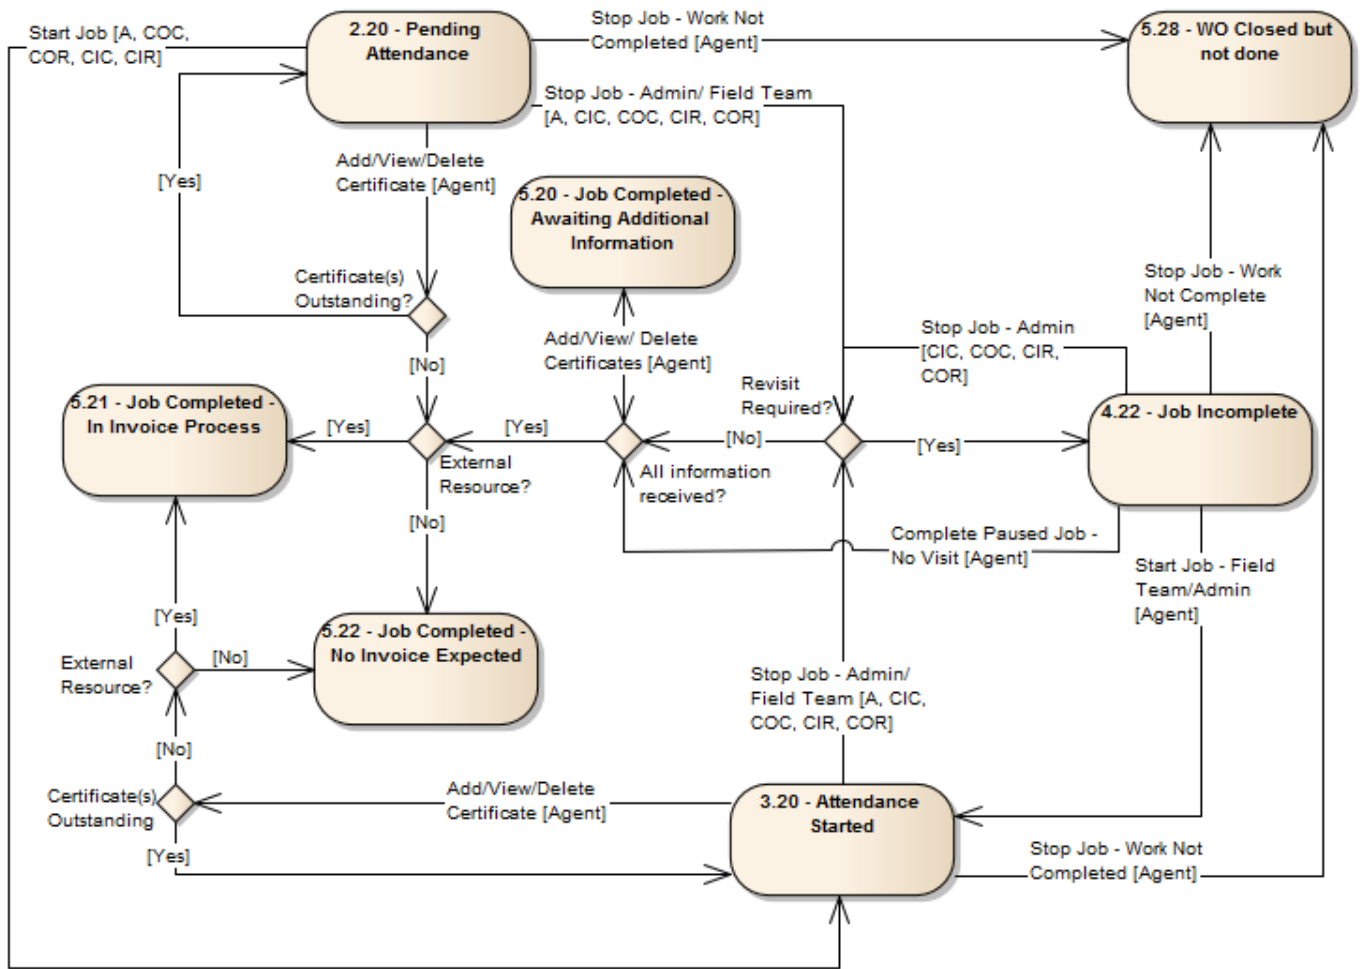 Start Job [A, COC,
COR, CIC, CIR]
2.20 - Pending
Attendance
Stop Job - Work Not
Completed [Agent]
5.28 - WO Closed but
not done
Stop Job - Admin/ Field Team
[A, CIC, COC, CIR, COR]
[Yes]
Add/View/Delete
Certificate [Agent]
5.20 - Job Completed -
Awaiting Additional
Information
Certificate(s)
Outstanding?
Stop Job - Work
Not Complete
[Agent]
Add/View/ Delete
Certificates [Agent]
Stop Job - Admin
[CIC, COC, CIR,
COR]
[No]
Revisit
Required?
5.21 - Job Completed -
In Invoice Process
4.22 - Job Incomplete
[Yes]
[Yes]
[No]
[Yes]
External
Resource?
All information
received?
[No]
Complete Paused Job -
No Visit [Agent]
Start Job - Field
Team/Admin
[Agent]
[Yes]
5.22 - Job Completed -
No Invoice Expected
External
Resource?
[No]
Stop Job - Admin/
Field Team [A, CIC,
COC, CIR, COR]
[No]
Certificate(s)
Outstanding
Add/View/Delete
Certificate [Agent]
3.20 - Attendance
Started
[Yes]
Stop Job - Work Not
Completed [Agent]